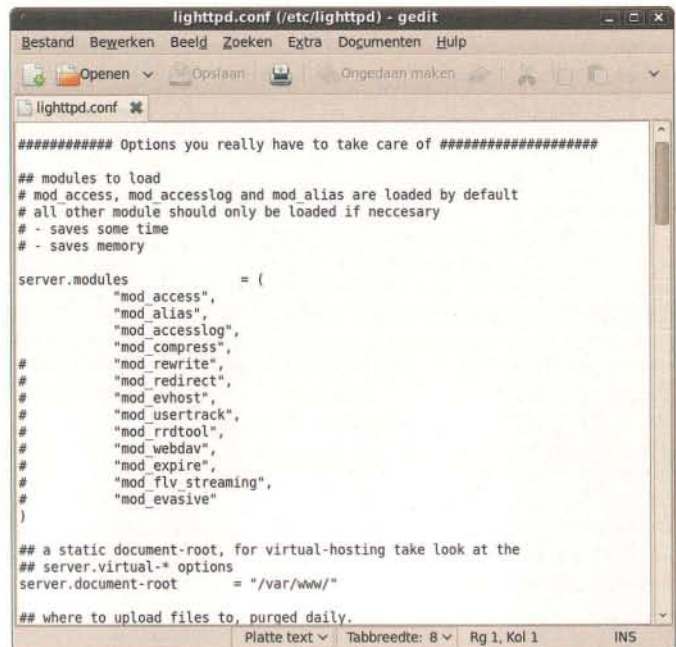 lighttpd.conf (/etc/lighttpd) - gedit
Bestand Bewerken Beeld Zoeken Extra Documenten Hulp
Openen Opslaan Ongedaan maken
lighttpd.conf
############ Options you really have to take care of ####################
## modules to load
# mod_access, mod_accesslog and mod_alias are loaded by default
# all other module should only be loaded if neccesary
# - saves some time
# - saves memory
server.modules = (
"mod_access",
"mod_alias",
"mod_accesslog",
"mod_compress",
# "mod_rewrite",
# "mod_redirect",
# "mod_evhost",
# "mod_usertrack",
# "mod_rrdtool",
# "mod_webdav",
# "mod_expire",
# "mod_flv_streaming",
# "mod_evasive"
)
## a static document-root, for virtual-hosting take look at the
## server.virtual-* options
server.document-root = "/var/www/"
## where to upload files to, purged daily.
Platte text Tabbreedte: 8 Rg 1, Kol 1 INS